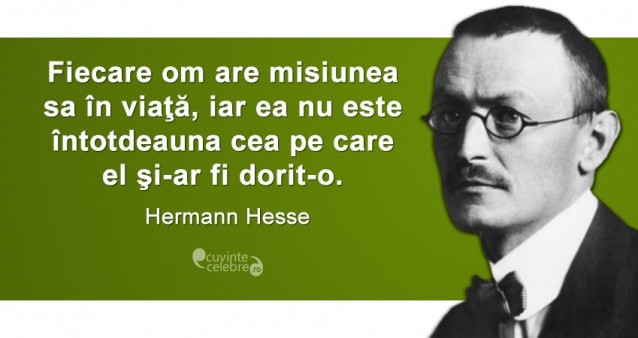 Fiecare om are misiunea
sa în viaţă, iar ea nu este
întotdeauna cea pe care
el şi-ar fi dorit-o.
Hermann Hesse
cuvinte
celebre.ro